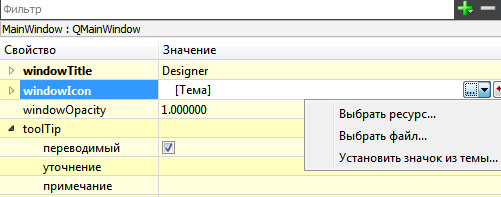 Фильтр
MainWindow : QMainWindow
Свойство Значение
windowTitle Designer
windowIcon [Тема] ...
windowOpacity 1.000000
Выбрать ресурс...
toolTip
Выбрать файл...
переводимый
Установить значок из темы...
уточнение
примечание